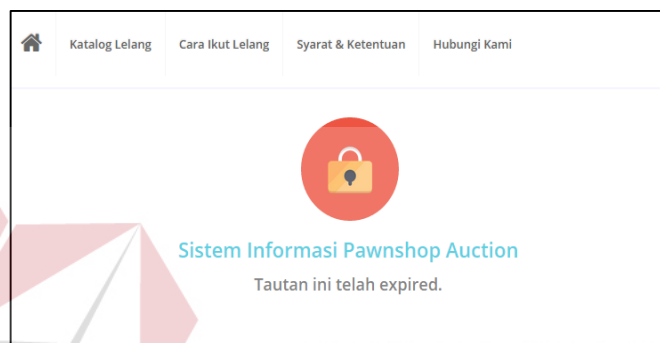 Katalog Lelang Cara Ikut Lelang Syarat & Ketentuan Hubungi Kami
Sistem Informasi Pawnshop Auction
Tautan ini telah expired.